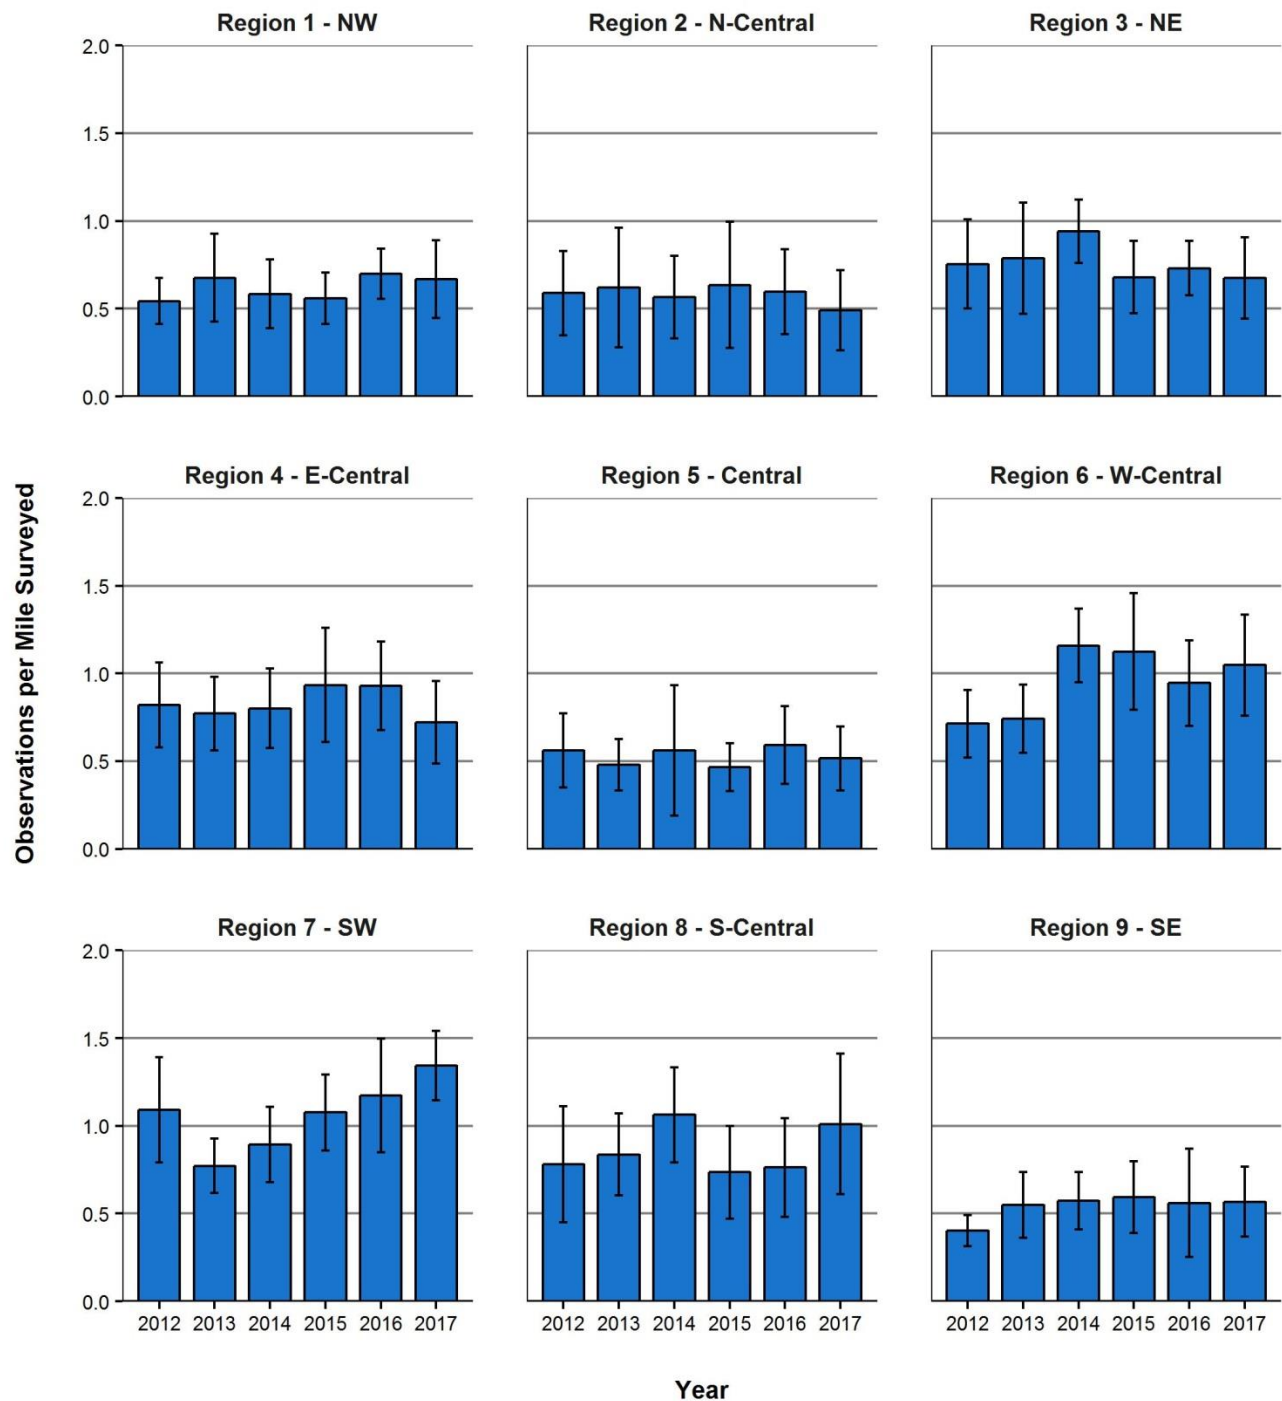 Region 1 - NW
Region 2 - N-Central
Region 3 - NE
2.0
1.5
1.0
0.5
0.0
Region 4 - E-Central
Region 5 - Central
Region 6 - W-Central
2.0
1.5
1.0
0.5
0.0
Observations per Mile Surveyed
Region 7 - SW
Region 8 - S-Central
Region 9 - SE
2.0
1.5
1.0
0.5
0.0
2012 2013 2014 2015 2016 2017
2012 2013 2014 2015 2016 2017
2012 2013 2014 2015 2016 2017
Year